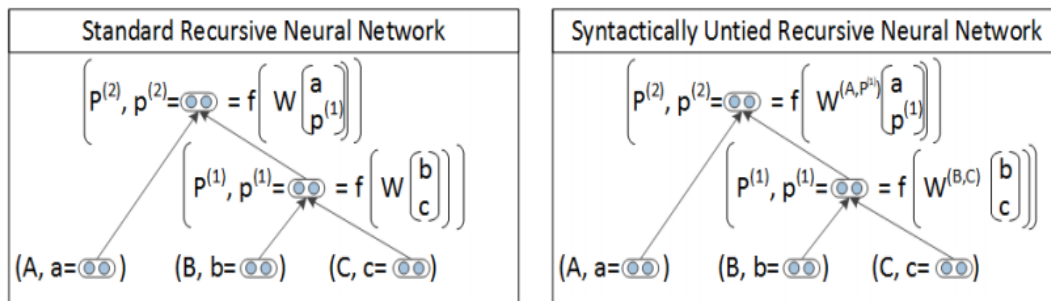 Standard Recursive Neural Network
(P^(2), p^(2)= = f(W(a p^(1))))
(P^(1), p^(1)= = f(W(b c)))
(A, a= ) (B, b= ) (C, c= )
Syntactically Untied Recursive Neural Network
(P^(2), p^(2)= = f(W^(A,P^(1))(a p^(1))))
(P^(1), p^(1)= = f(W^(B,C)(b c)))
(A, a= ) (B, b= ) (C, c= )